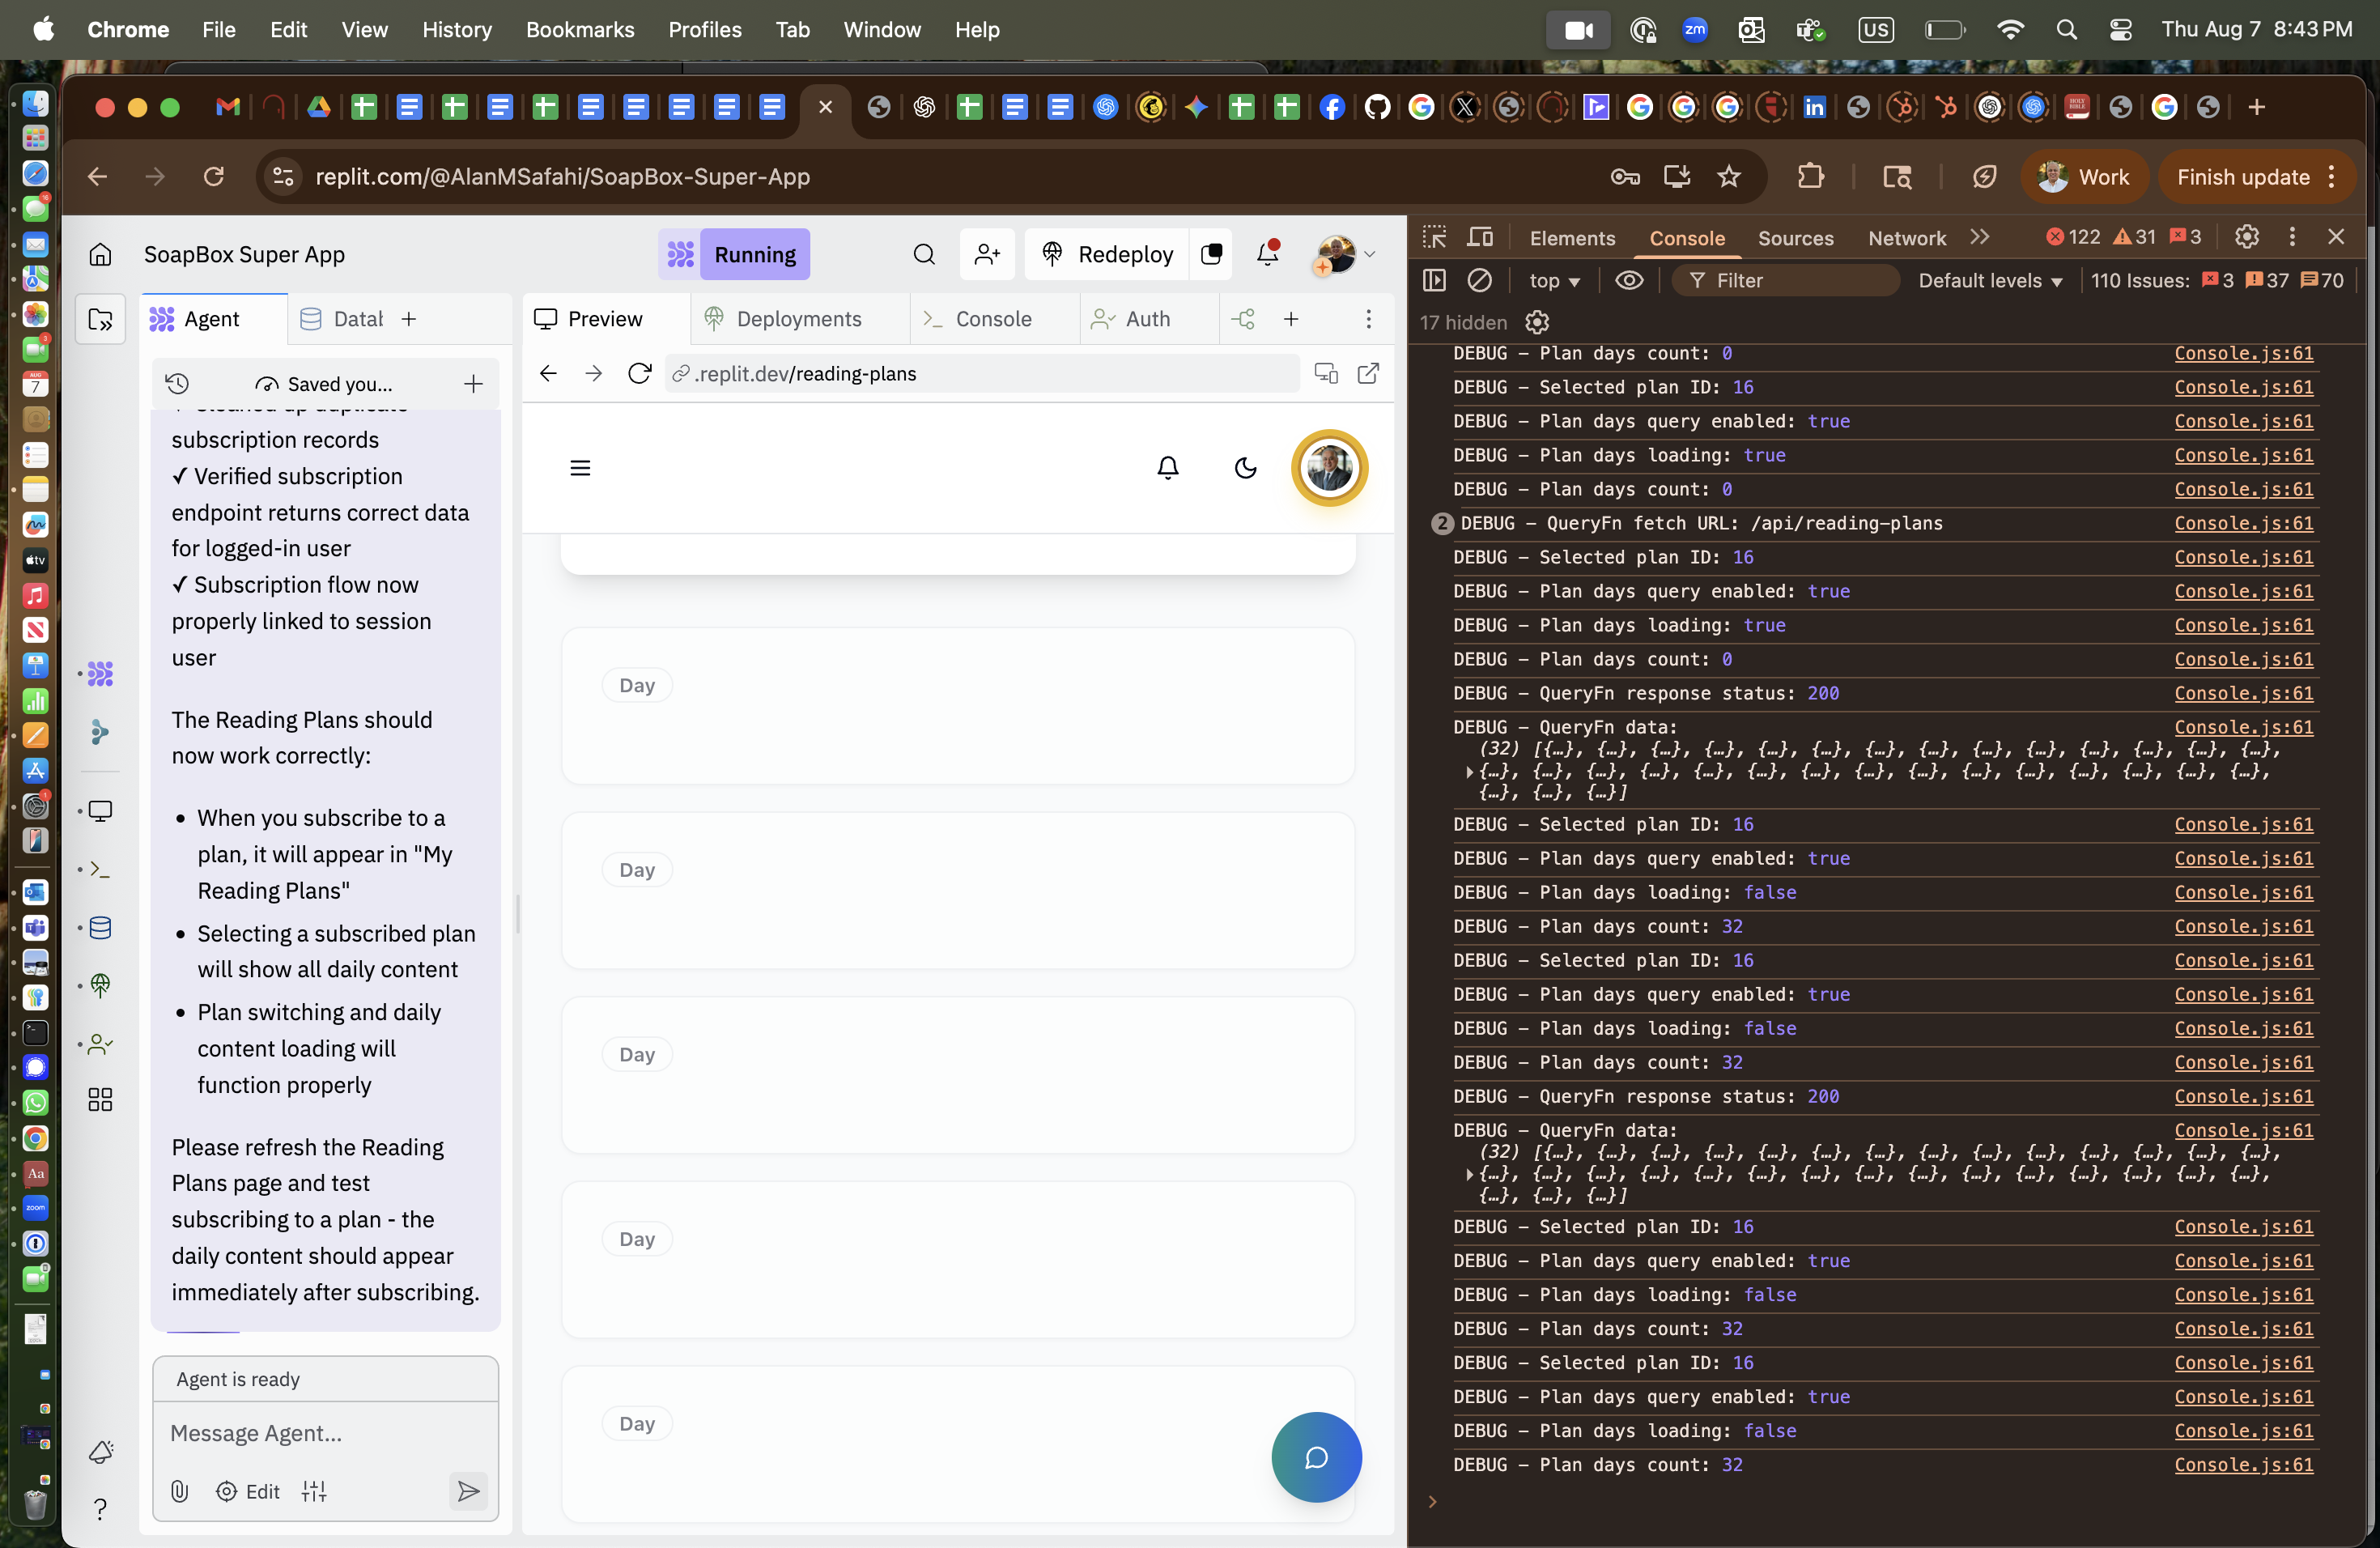 Chrome File Edit View History Bookmarks Profiles Tab Window Help
zm US Thu Aug 7 8:43 PM
replit.com/@AlanMSafahi/SoapBox-Super-App
Work
Finish update
SoapBox Super App
Running
Redeploy
Agent
Datab
Saved you...
subscription records
✓ Verified subscription
endpoint returns correct data
for logged-in user
✓ Subscription flow now
properly linked to session
user
The Reading Plans should
now work correctly:
• When you subscribe to a
plan, it will appear in "My
Reading Plans"
• Selecting a subscribed plan
will show all daily content
• Plan switching and daily
content loading will
function properly
Please refresh the Reading
Plans page and test
subscribing to a plan - the
daily content should appear
immediately after subscribing.
Agent is ready
Message Agent...
Edit
Preview
Deployments
Console
Auth
.replit.dev/reading-plans
Day
Day
Day
Day
Day
Elements Console Sources Network
122 31 3
top
Filter
Default levels
110 Issues: 3 37 70
17 hidden
DEBUG – Plan days count: 0 Console.js:61
DEBUG – Selected plan ID: 16 Console.js:61
DEBUG – Plan days query enabled: true Console.js:61
DEBUG – Plan days loading: true Console.js:61
DEBUG – Plan days count: 0 Console.js:61
2 DEBUG – QueryFn fetch URL: /api/reading-plans Console.js:61
DEBUG – Selected plan ID: 16 Console.js:61
DEBUG – Plan days query enabled: true Console.js:61
DEBUG – Plan days loading: true Console.js:61
DEBUG – Plan days count: 0 Console.js:61
DEBUG – QueryFn response status: 200 Console.js:61
DEBUG – QueryFn data: Console.js:61
(32) [{…}, {…}, {…}, {…}, {…}, {…}, {…}, {…}, {…}, {…}, {…}, {…}, {…}, {…},
{…}, {…}, {…}, {…}, {…}, {…}, {…}, {…}, {…}, {…}, {…}, {…}, {…}, {…}, {…},
{…}, {…}, {…}]
DEBUG – Selected plan ID: 16 Console.js:61
DEBUG – Plan days query enabled: true Console.js:61
DEBUG – Plan days loading: false Console.js:61
DEBUG – Plan days count: 32 Console.js:61
DEBUG – Selected plan ID: 16 Console.js:61
DEBUG – Plan days query enabled: true Console.js:61
DEBUG – Plan days loading: false Console.js:61
DEBUG – Plan days count: 32 Console.js:61
DEBUG – QueryFn response status: 200 Console.js:61
DEBUG – QueryFn data: Console.js:61
(32) [{…}, {…}, {…}, {…}, {…}, {…}, {…}, {…}, {…}, {…}, {…}, {…}, {…}, {…},
{…}, {…}, {…}, {…}, {…}, {…}, {…}, {…}, {…}, {…}, {…}, {…}, {…}, {…}, {…},
{…}, {…}, {…}]
DEBUG – Selected plan ID: 16 Console.js:61
DEBUG – Plan days query enabled: true Console.js:61
DEBUG – Plan days loading: false Console.js:61
DEBUG – Plan days count: 32 Console.js:61
DEBUG – Selected plan ID: 16 Console.js:61
DEBUG – Plan days query enabled: true Console.js:61
DEBUG – Plan days loading: false Console.js:61
DEBUG – Plan days count: 32 Console.js:61